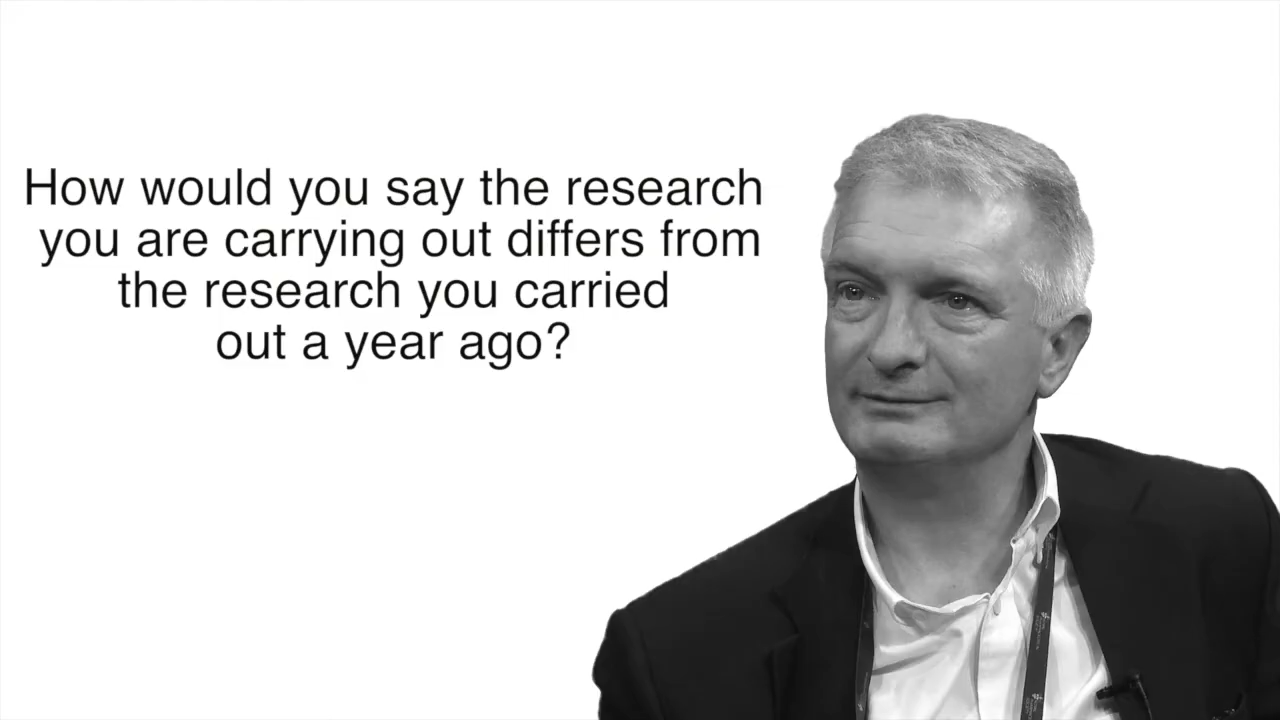 How would you say the research
you are carrying out differs from
the research you carried
out a year ago?